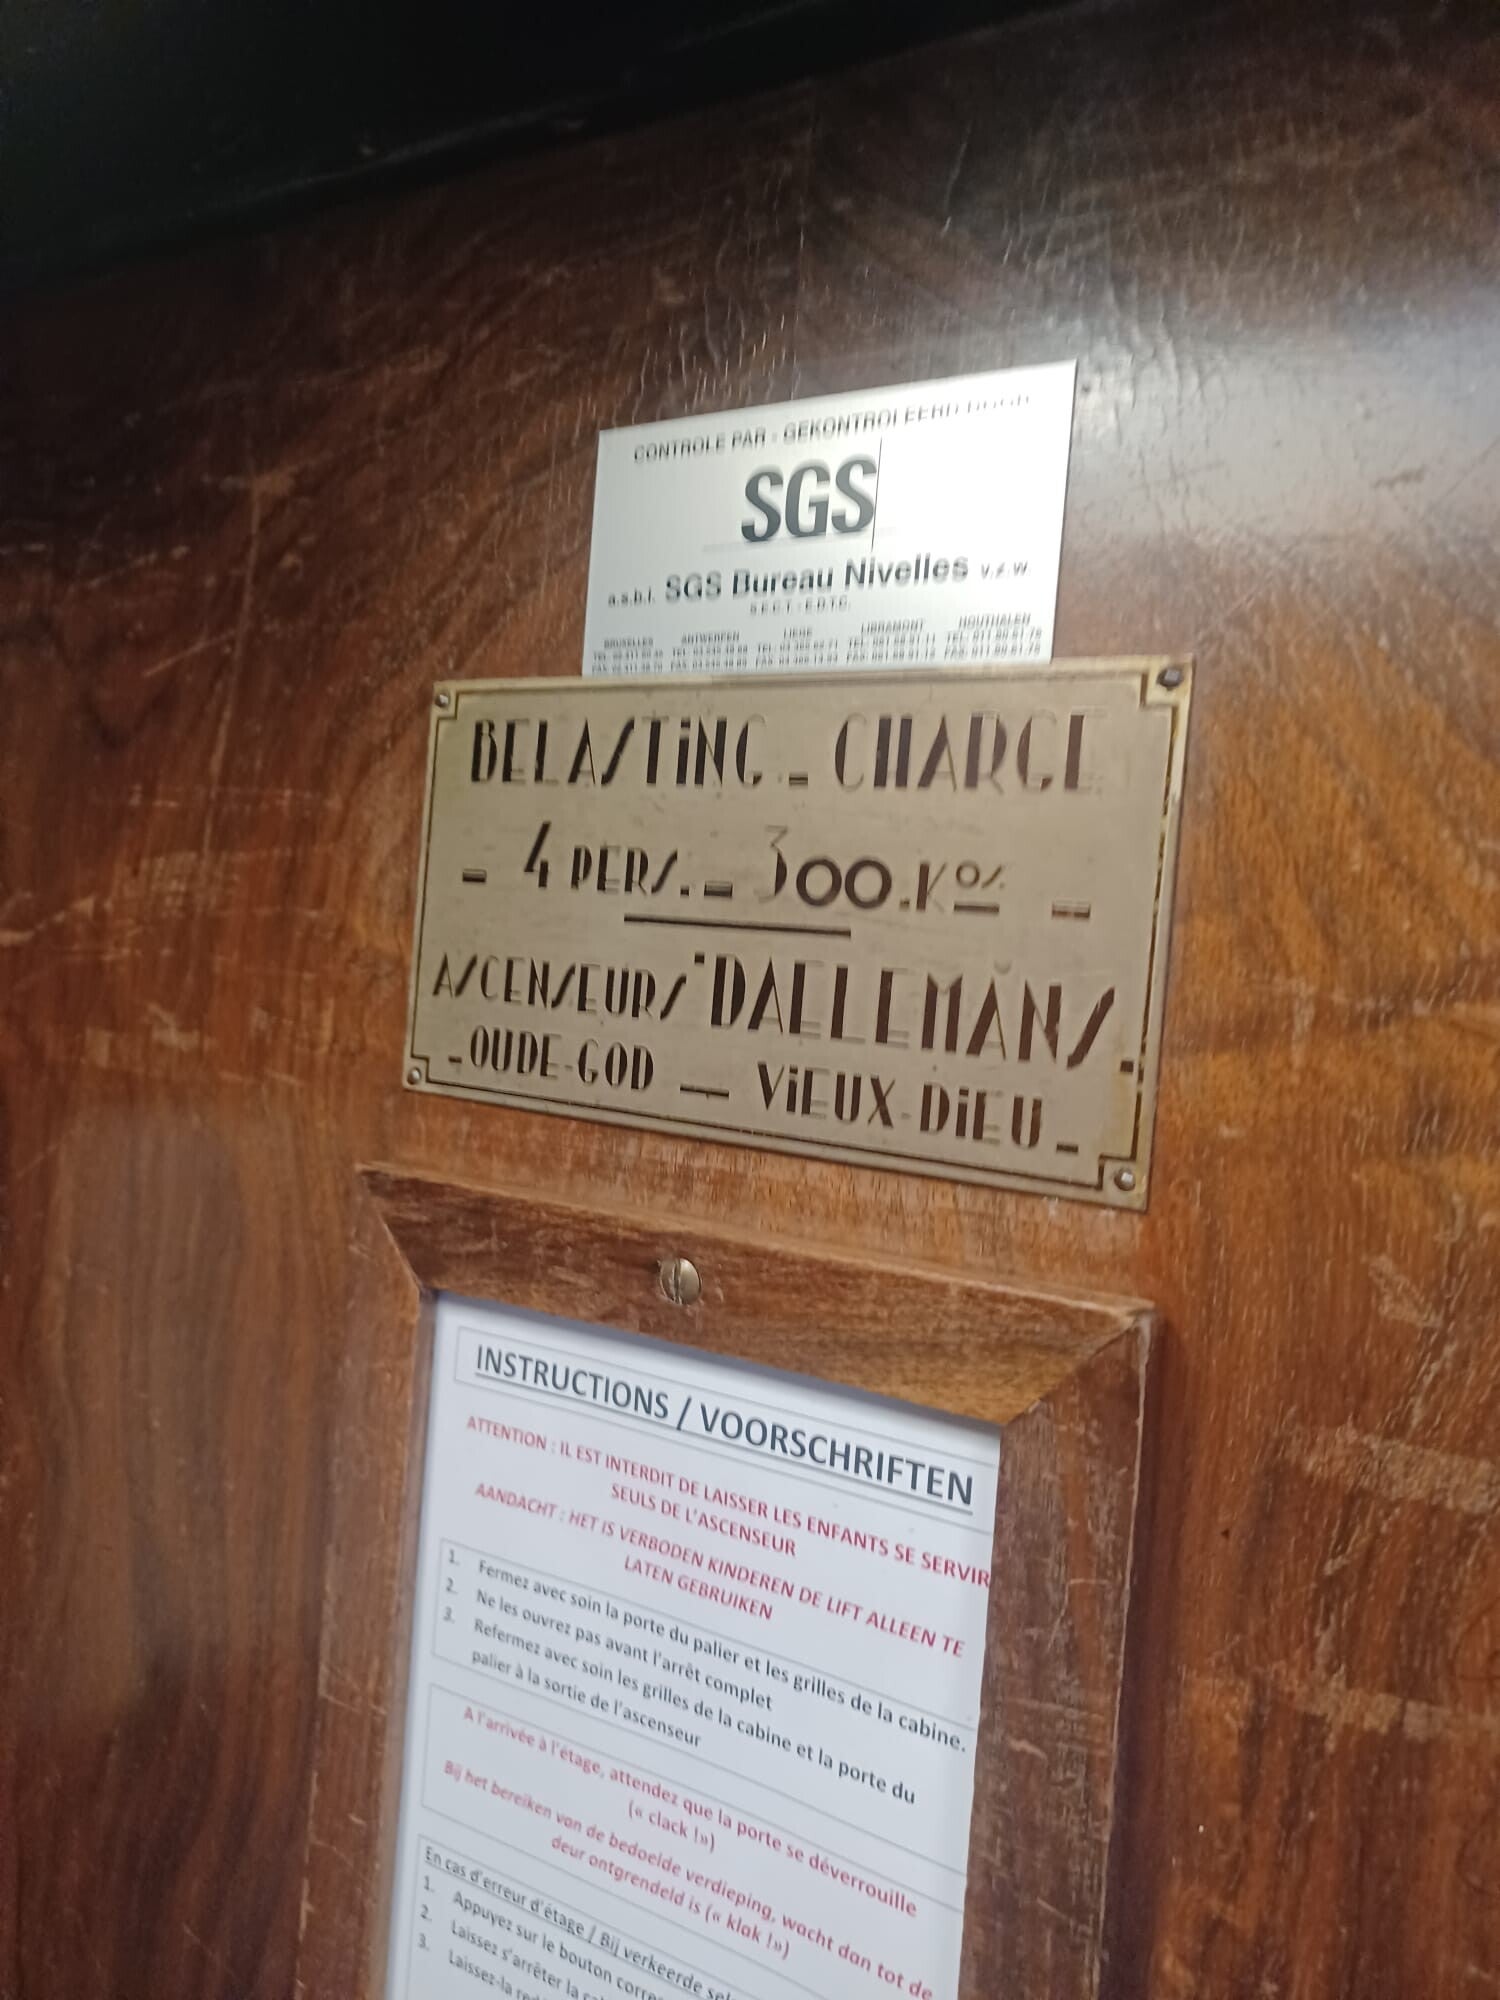 CONTROLE PAR - GEKONTROLEERD DOOR
SGS
a.s.b.l. SGS Bureau Nivelles v.z.w.
S.E.C.T. - E.D.T.C.
BRUXELLES ANTWERPEN LIEGE LIBRAMONT HOUTHALEN
BELASTING - CHARGE
- 4 PERS. - 300.KOS -
ASCENSEURS "DAELEMANS.
- OUDE-GOD — VIEUX-DIEU -
INSTRUCTIONS / VOORSCHRIFTEN
ATTENTION : IL EST INTERDIT DE LAISSER LES ENFANTS SE SERVIR
SEULS DE L'ASCENSEUR
AANDACHT : HET IS VERBODEN KINDEREN DE LIFT ALLEEN TE
LATEN GEBRUIKEN
1. Fermez avec soin la porte du palier et les grilles de la cabine.
2. Ne les ouvrez pas avant l'arrêt complet
3. Refermez avec soin les grilles de la cabine et la porte du
palier à la sortie de l'ascenseur
A l'arrivée à l'étage, attendez que la porte se déverrouille
(« clack !»)
Bij het bereiken van de bedoelde verdieping, wacht dan tot de
deur ontgrendeld is (« klak !»)
En cas d'erreur d'étage / Bij verkeerde
1. Appuyez sur le bouton
2. Laissez s'arrêter la
3. Laissez-la